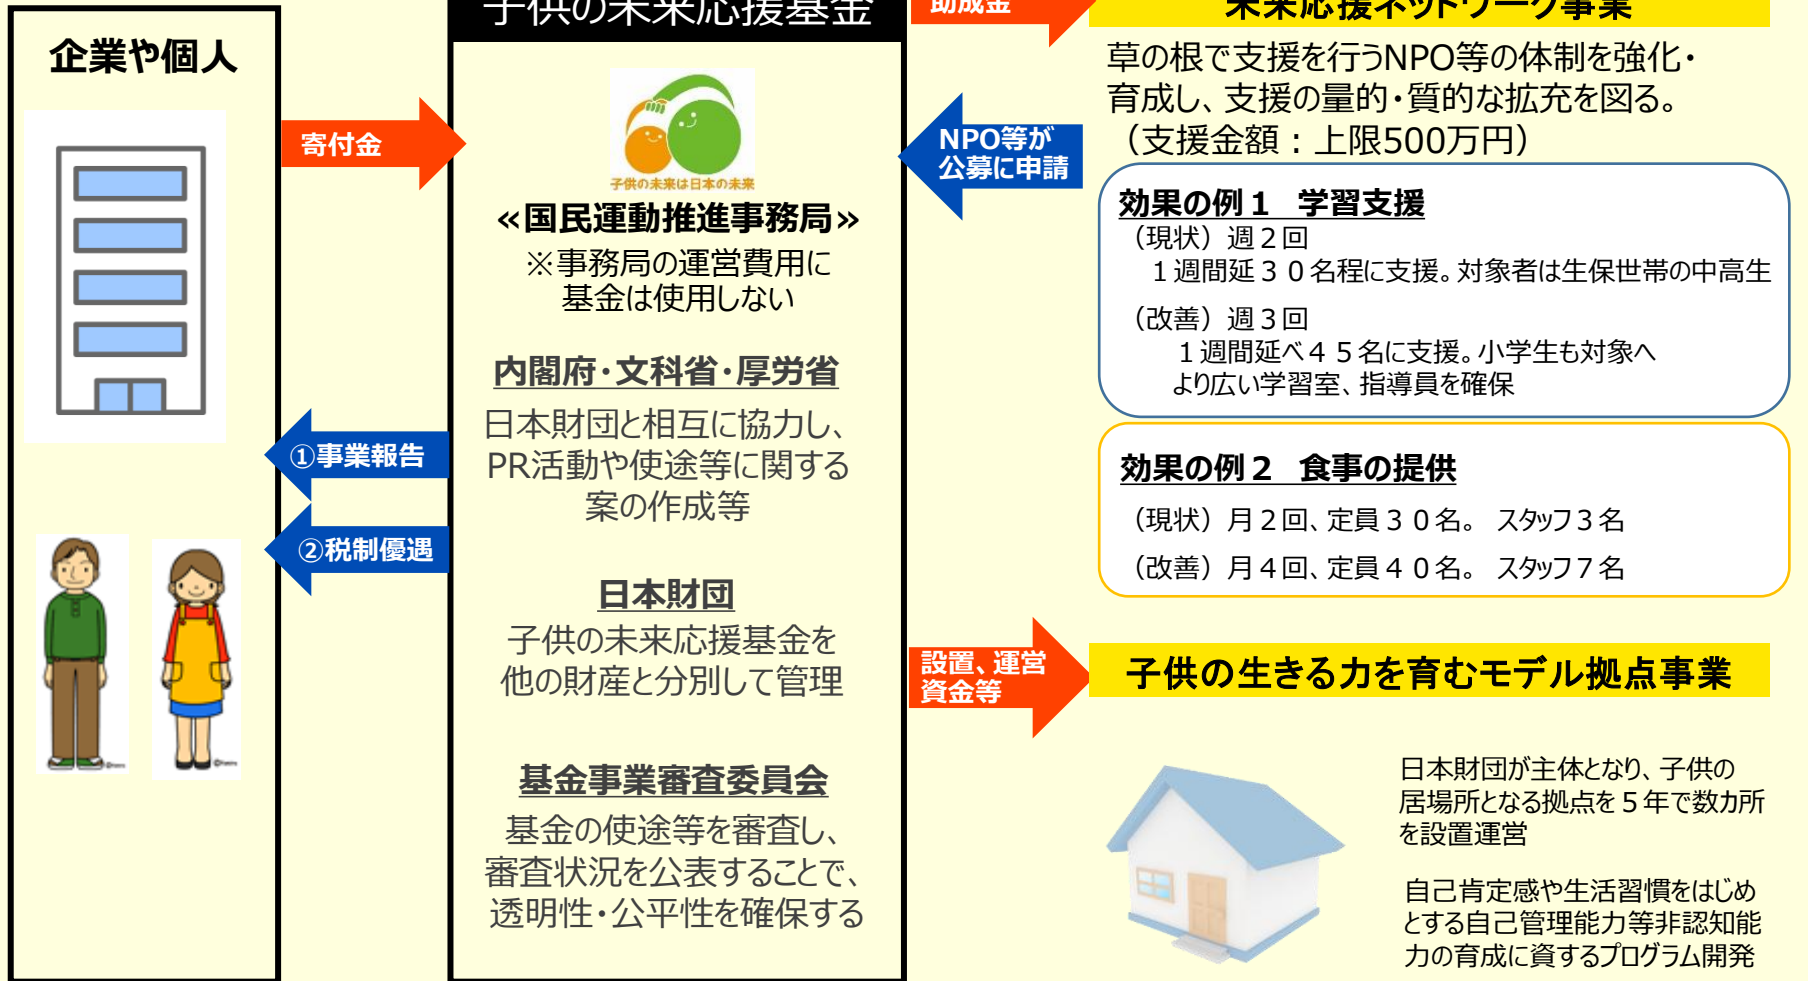 企業や個人
寄付金
①事業報告
②税制優遇
子供の未来応援基金
子供の未来は日本の未来
≪国民運動推進事務局≫
※事務局の運営費用に
基金は使用しない
内閣府・文科省・厚労省
日本財団と相互に協力し、
PR活動や使途等に関する
案の作成等
日本財団
子供の未来応援基金を
他の財産と分別して管理
基金事業審査委員会
基金の使途等を審査し、
審査状況を公表することで、
透明性・公平性を確保する
助成金
NPO等が
公募に申請
未来応援ネットワーク事業
草の根で支援を行うNPO等の体制を強化・
育成し、支援の量的・質的な拡充を図る。
（支援金額：上限500万円）
効果の例１　学習支援
（現状）週２回
１週間延３０名程に支援。対象者は生保世帯の中高生
（改善）週３回
１週間延べ４５名に支援。小学生も対象へ
より広い学習室、指導員を確保
効果の例２　食事の提供
（現状）月２回、定員３０名。 スタッフ３名
（改善）月４回、定員４０名。 スタッフ７名
設置、運営
資金等
子供の生きる力を育むモデル拠点事業
日本財団が主体となり、子供の
居場所となる拠点を５年で数カ所
を設置運営
自己肯定感や生活習慣をはじめ
とする自己管理能力等非認知能
力の育成に資するプログラム開発